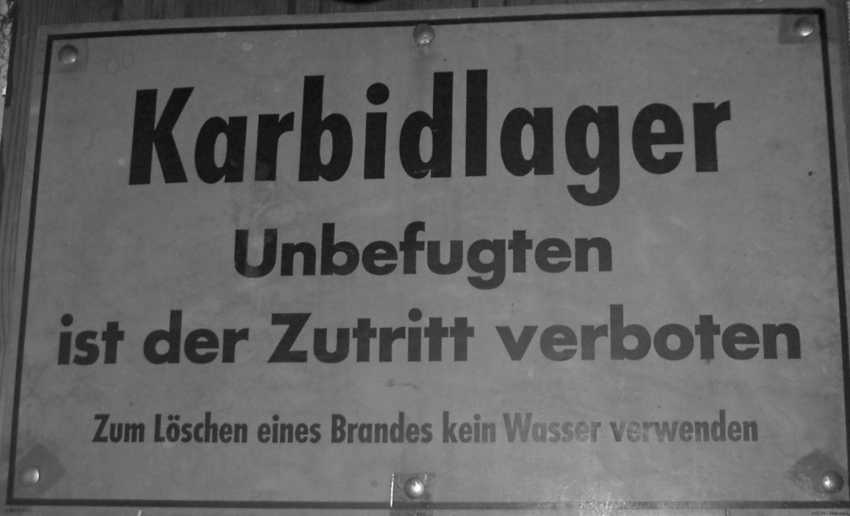 Karbidlager
Unbefugten
ist der Zutritt verboten
Zum Löschen eines Brandes kein Wasser verwenden